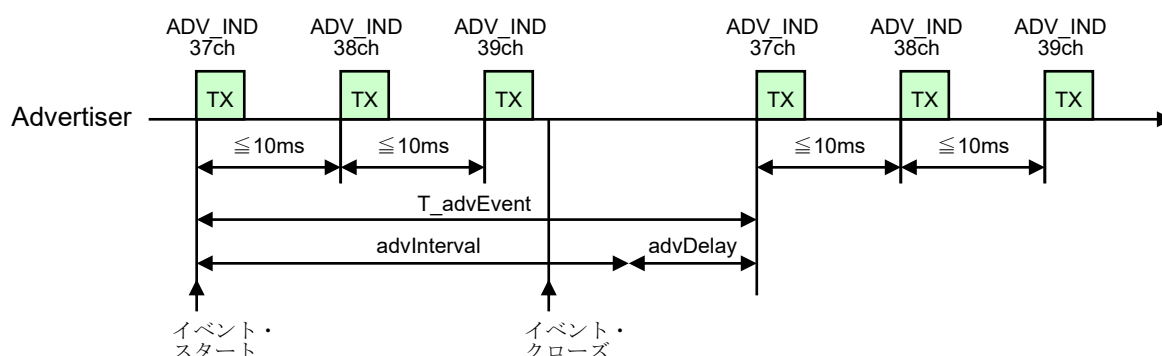 ADV_IND
37ch
ADV_IND
38ch
ADV_IND
39ch
ADV_IND
37ch
ADV_IND
38ch
ADV_IND
39ch
TX
TX
TX
TX
TX
TX
Advertiser
≦10ms
≦10ms
≦10ms
≦10ms
T_advEvent
advInterval
advDelay
イベント・
スタート
イベント・
クローズ